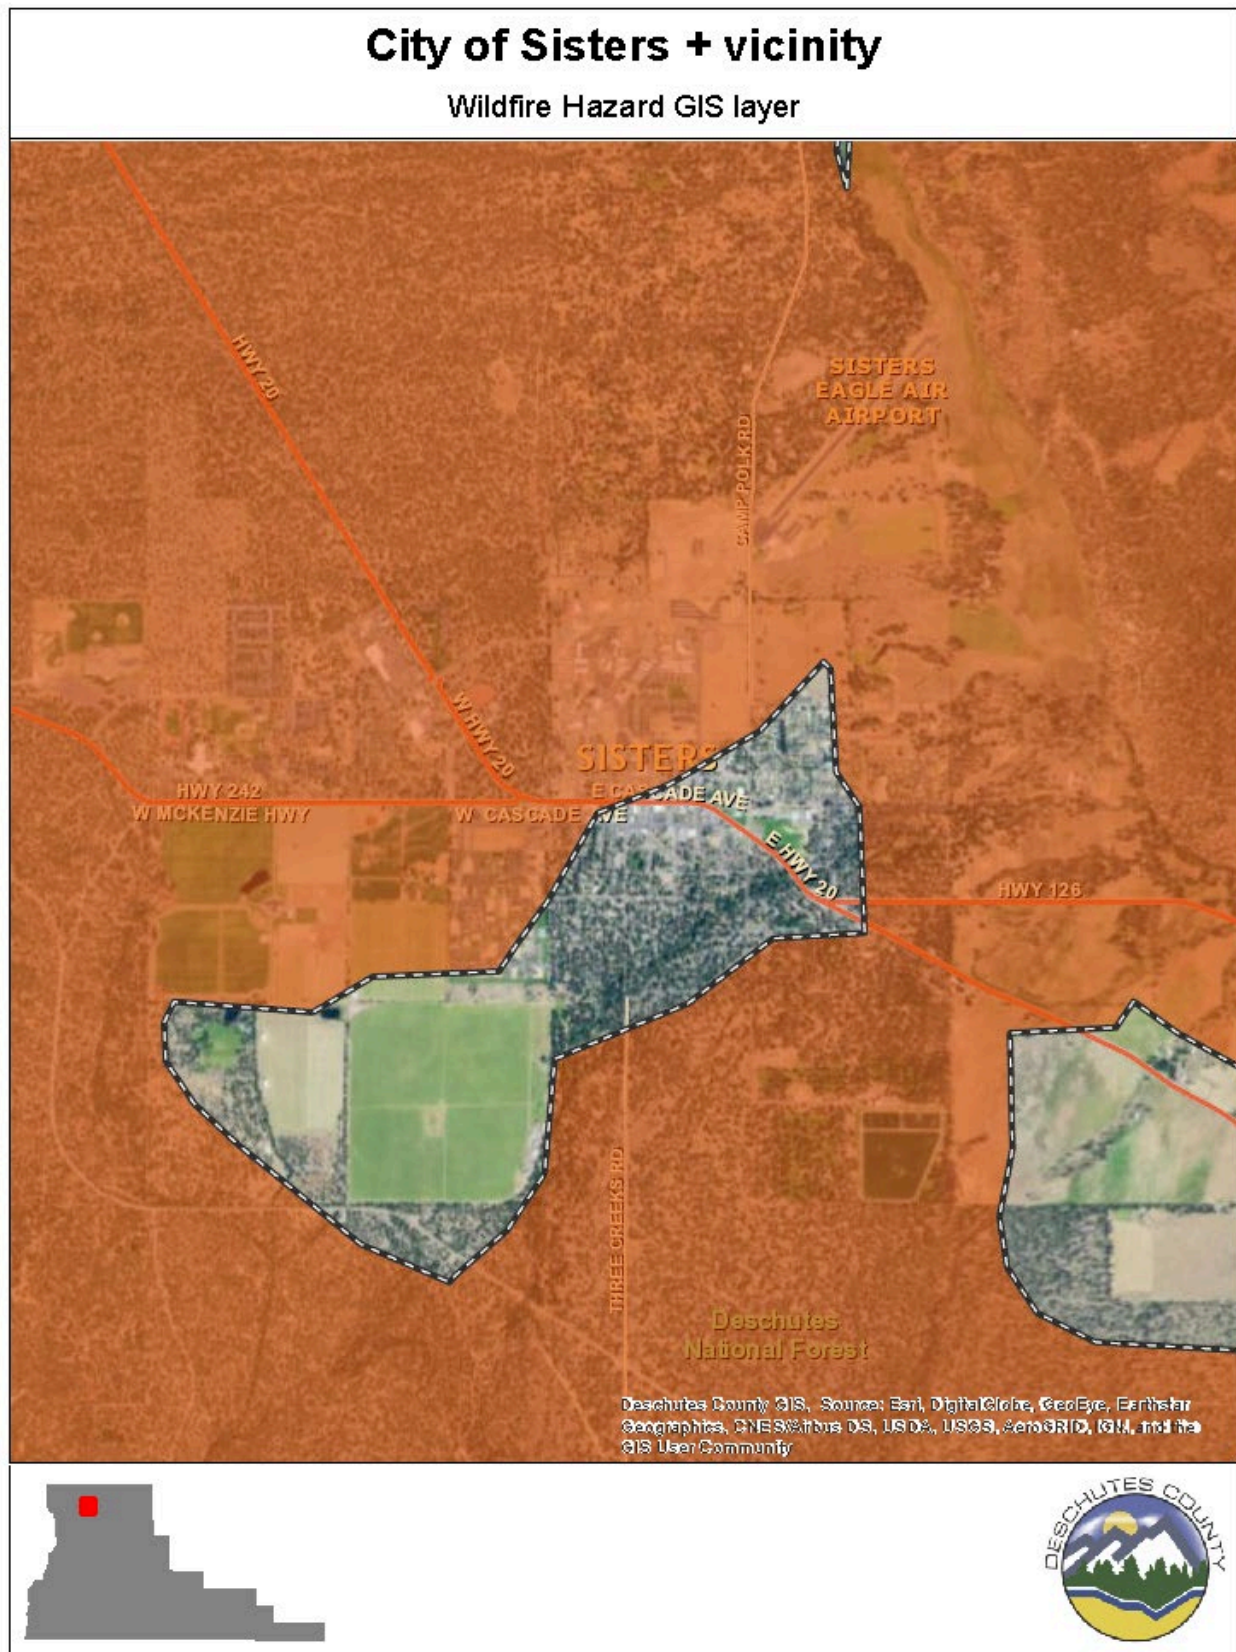 City of Sisters + vicinity
Wildfire Hazard GIS layer
HWY 20
SISTERS
EAGLE AIR
AIRPORT
CAMP POLK RD
W HWY 20
SISTERS
HWY 242
W MCKENZIE HWY
E CASCADE AVE
W CASCADE AVE
E HWY 20
HWY 126
THREE CREEKS RD
Deschutes
National Forest
Deschutes County GIS, Source: Esri, DigitalGlobe, GeoEye, Earthstar
Geographics, CNES/Airbus DS, USDA, USGS, AeroGRID, IGN, and the
GIS User Community
DESCHUTES COUNTY